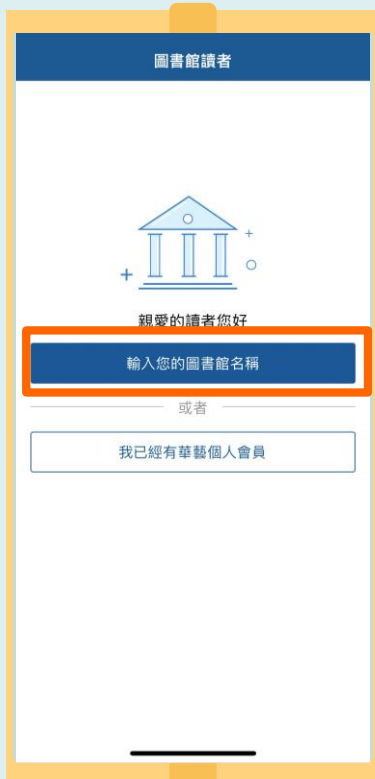 圖書館讀者
親愛的讀者您好
輸入您的圖書館名稱
或者
我已經有華藝個人會員